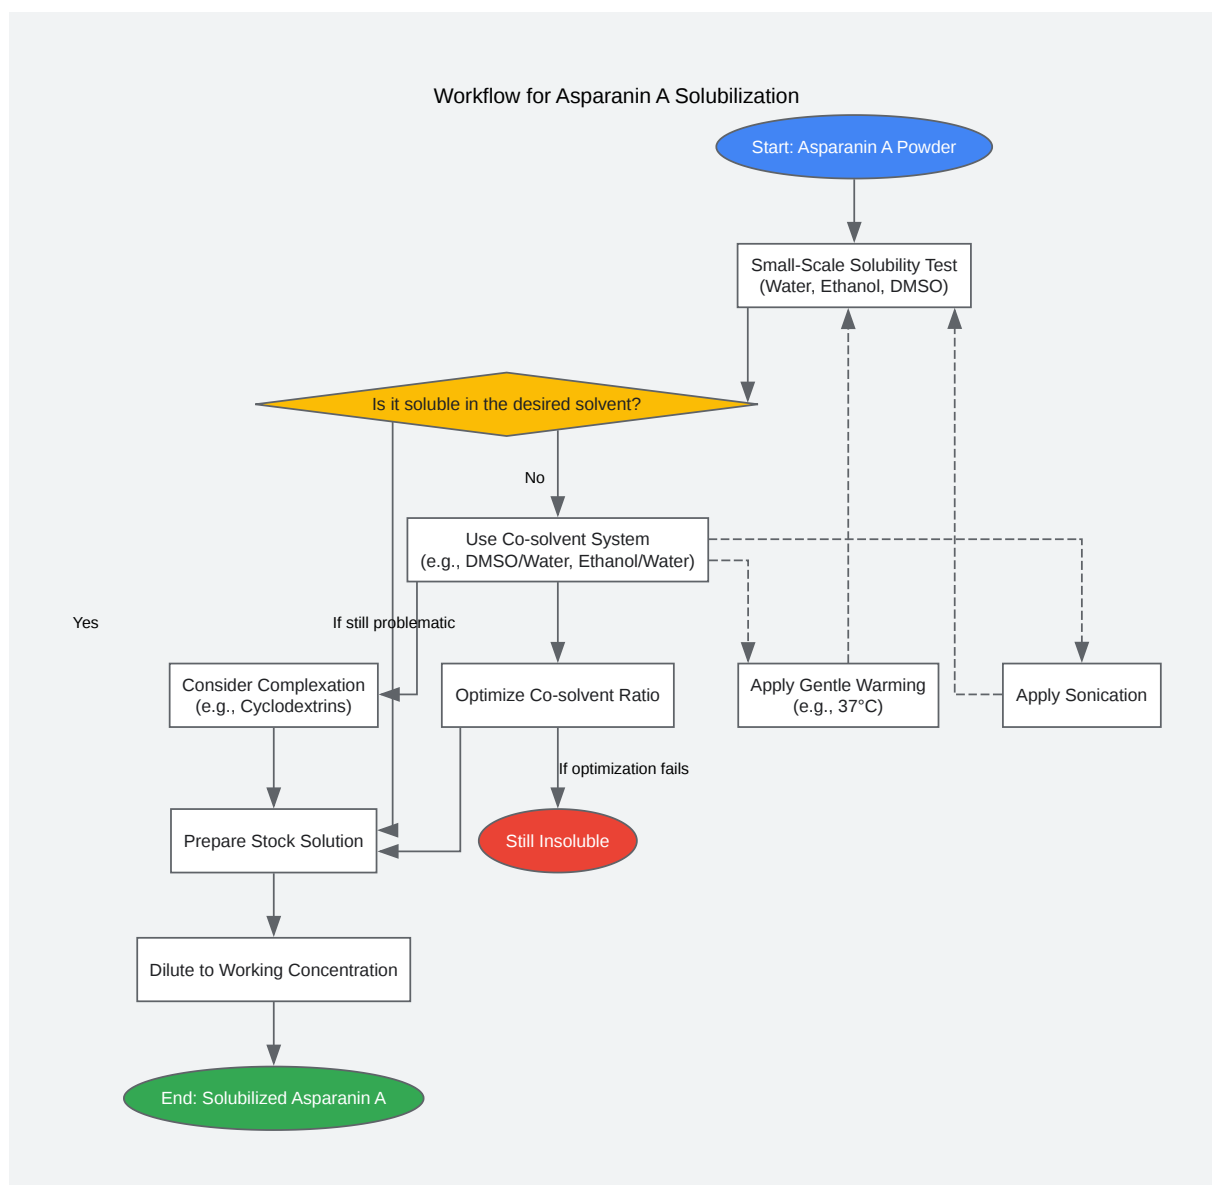 Workflow for Asparanin A Solubilization
Start: Asparanin A Powder
Small-Scale Solubility Test
(Water, Ethanol, DMSO)
Is it soluble in the desired solvent?
No
Use Co-solvent System
(e.g., DMSO/Water, Ethanol/Water)
Yes
If still problematic
Consider Complexation
(e.g., Cyclodextrins)
Optimize Co-solvent Ratio
Apply Gentle Warming
(e.g., 37°C)
Apply Sonication
If optimization fails
Prepare Stock Solution
Still Insoluble
Dilute to Working Concentration
End: Solubilized Asparanin A